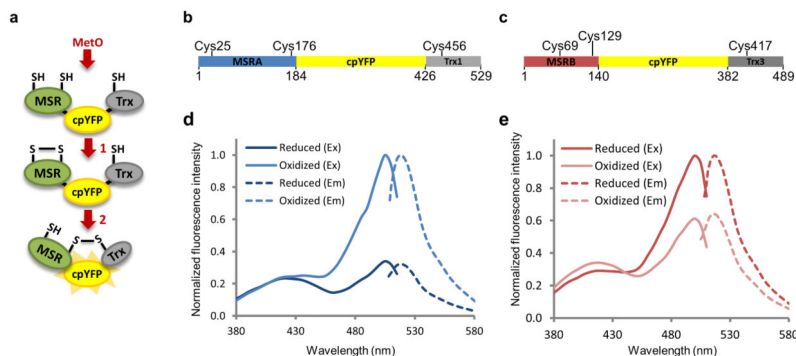 a
MetO
SH SH SH
MSR Trx
cpYFP
1
S S SH
MSR Trx
cpYFP
2
SH
S S
MSR Trx
cpYFP
b
Cys25 Cys176 Cys456
MSRA cpYFP Trx1
1 184 426 529
c
Cys129
Cys69 Cys417
MSRB cpYFP Trx3
1 140 382 489
d
Normalized fluorescence intensity
Reduced (Ex)
Oxidized (Ex)
Reduced (Em)
Oxidized (Em)
1.0
0.8
0.6
0.4
0.2
0.0
380 430 480 530 580
Wavelength (nm)
e
Normalized fluorescence intensity
Reduced (Ex)
Oxidized (Ex)
Reduced (Em)
Oxidized (Em)
1.0
0.8
0.6
0.4
0.2
0.0
380 430 480 530 580
Wavelength (nm)